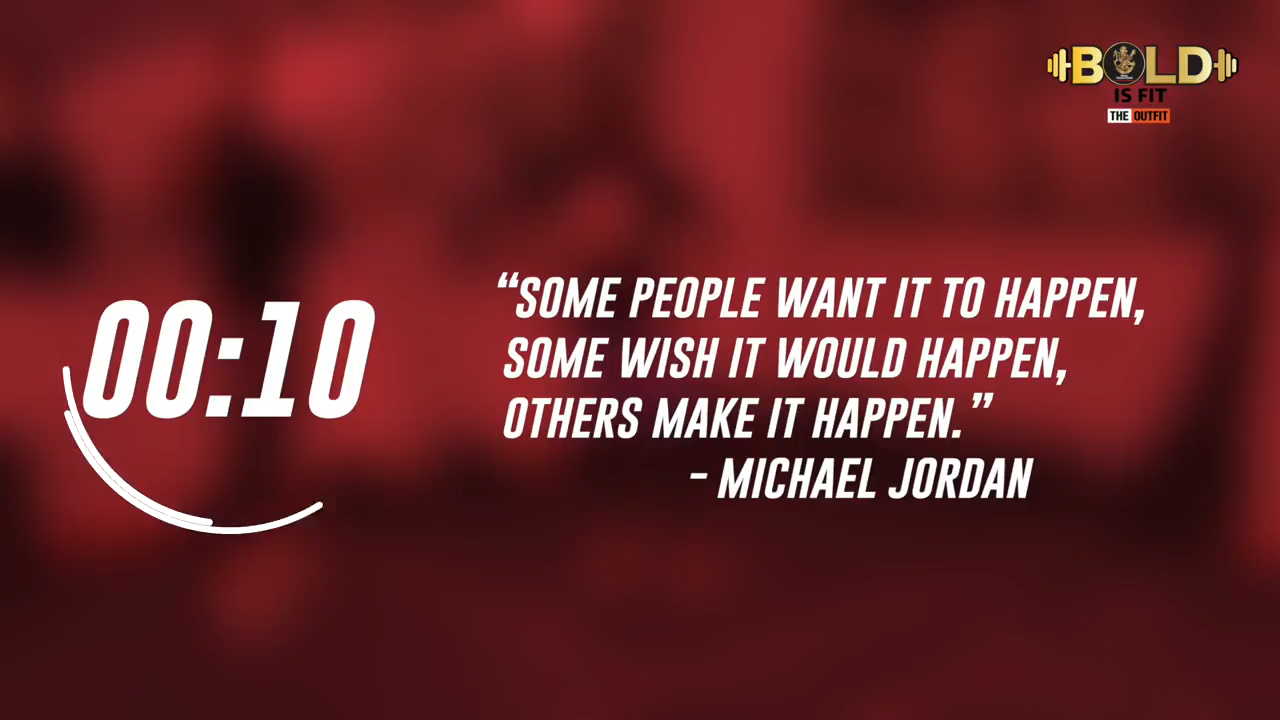 BOLD
IS FIT
THE OUTFIT
00:10
“SOME PEOPLE WANT IT TO HAPPEN,
SOME WISH IT WOULD HAPPEN,
OTHERS MAKE IT HAPPEN.”
- MICHAEL JORDAN